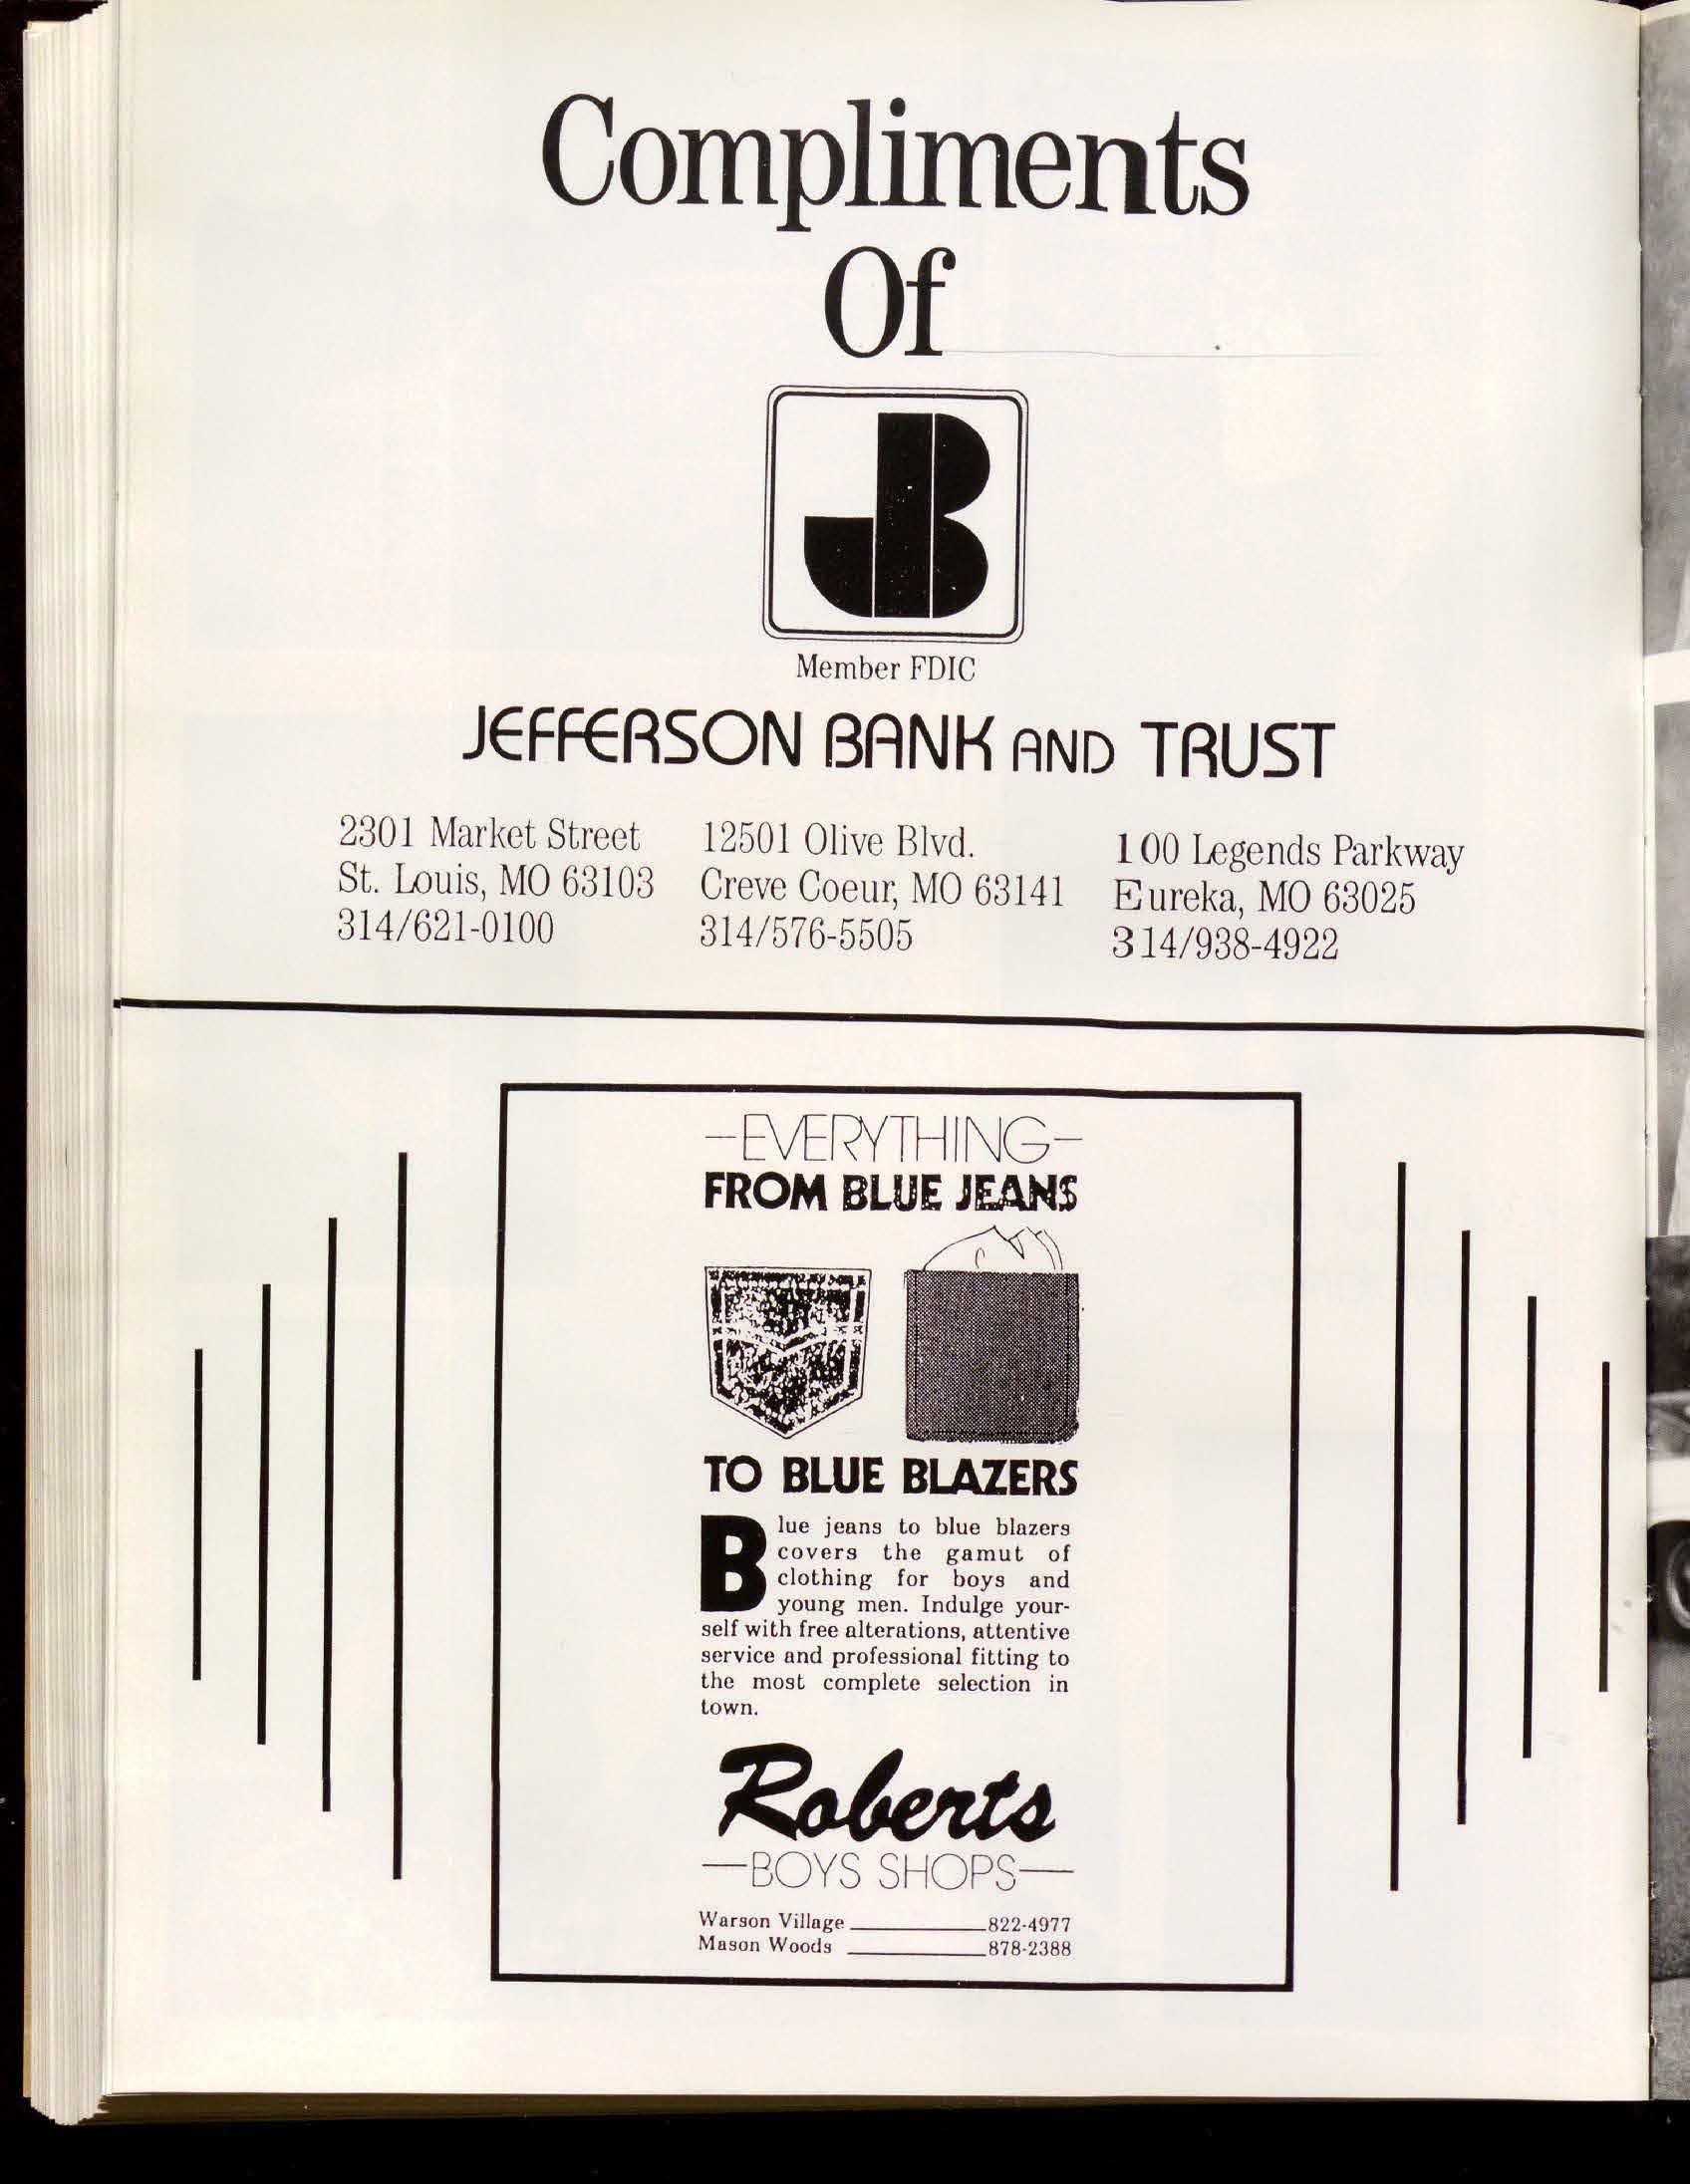 Compliments
Of
JB
Member FDIC
JEFFERSON BANK AND TRUST
2301 Market Street
St. Louis, MO 63103
314/621-0100
12501 Olive Blvd.
Creve Coeur, MO 63141
314/576-5505
100 Legends Parkway
Eureka, MO 63025
314/938-4922
—EVERYTHING—
FROM BLUE JEANS
TO BLUE BLAZERS
Blue jeans to blue blazers
covers the gamut of
clothing for boys and
young men. Indulge your-
self with free alterations, attentive
service and professional fitting to
the most complete selection in
town.
Roberts
—BOYS SHOPS—
Warson Village ____________ 822-4977
Mason Woods ____________ 878-2388